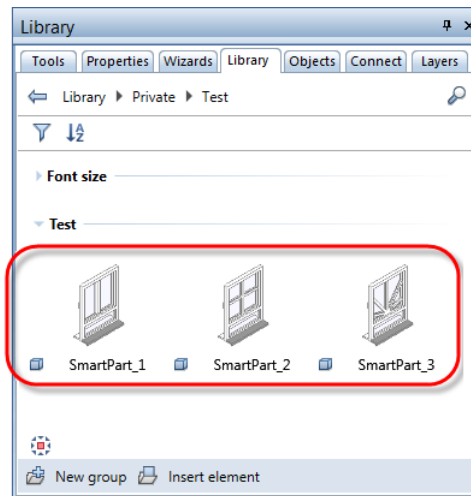 Library
Tools Properties Wizards Library Objects Connect Layers
Library Private Test
Font size
Test
SmartPart_1 SmartPart_2 SmartPart_3
New group Insert element